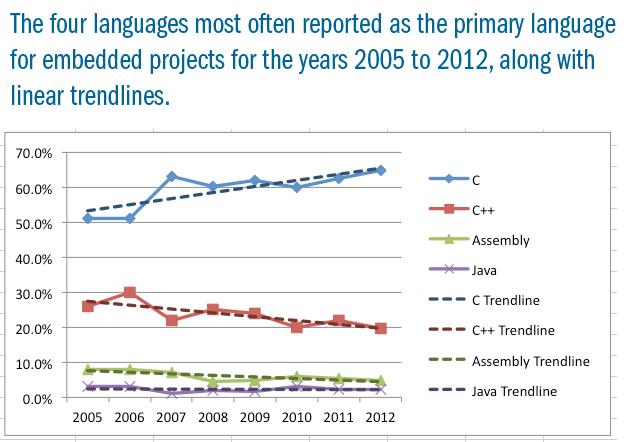 The four languages most often reported as the primary language
for embedded projects for the years 2005 to 2012, along with
linear trendlines.
70.0%
60.0%
50.0%
40.0%
30.0%
20.0%
10.0%
0.0%
2005 2006 2007 2008 2009 2010 2011 2012
C
C++
Assembly
Java
C Trendline
C++ Trendline
Assembly Trendline
Java Trendline